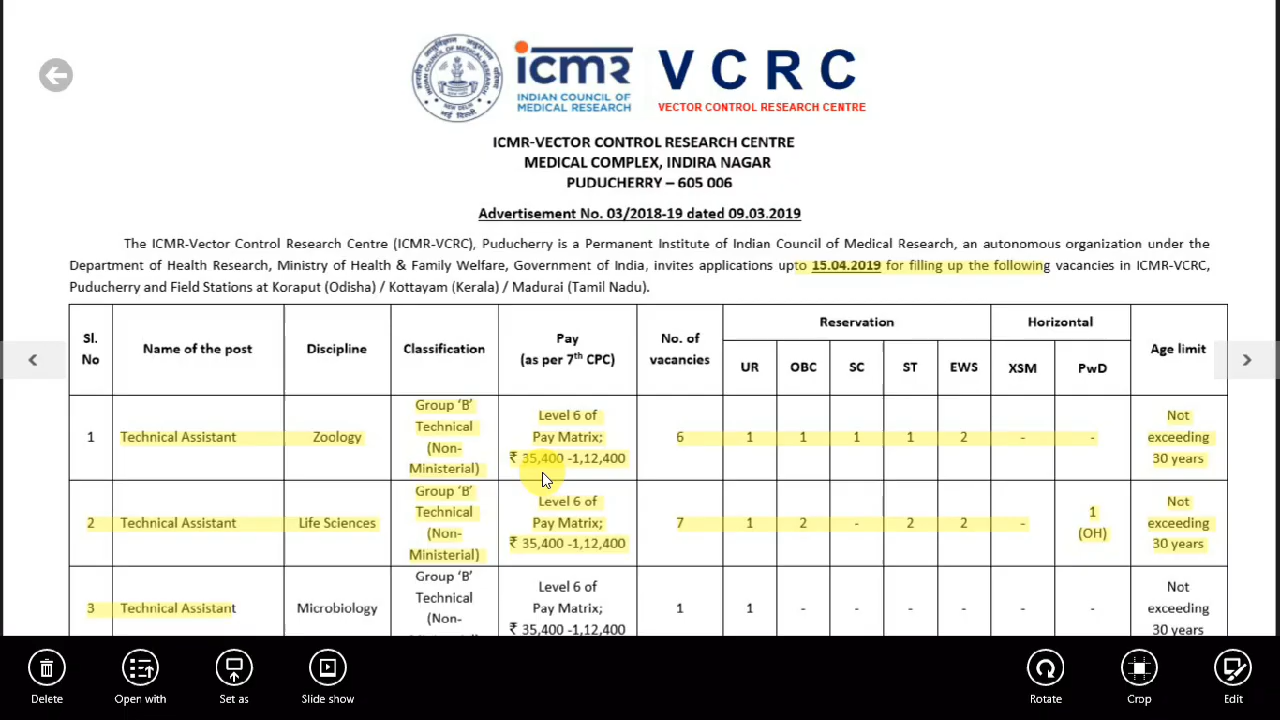 icmr
INDIAN COUNCIL OF
MEDICAL RESEARCH
VCRC
VECTOR CONTROL RESEARCH CENTRE
ICMR-VECTOR CONTROL RESEARCH CENTRE
MEDICAL COMPLEX, INDIRA NAGAR
PUDUCHERRY – 605 006
Advertisement No. 03/2018-19 dated 09.03.2019
The ICMR-Vector Control Research Centre (ICMR-VCRC), Puducherry is a Permanent Institute of Indian Council of Medical Research, an autonomous organization under the
Department of Health Research, Ministry of Health & Family Welfare, Government of India, invites applications upto 15.04.2019 for filling up the following vacancies in ICMR-VCRC,
Puducherry and Field Stations at Koraput (Odisha) / Kottayam (Kerala) / Madurai (Tamil Nadu).
Sl. No
Name of the post
Discipline
Classification
Pay
(as per 7th CPC)
No. of
vacancies
Reservation
Horizontal
Age limit
UR OBC SC ST EWS XSM PwD
1 Technical Assistant Zoology
Group ‘B’
Technical
(Non-
Ministerial)
Level 6 of
Pay Matrix;
₹ 35,400 -1,12,400
6 1 1 1 1 2 - -
Not
exceeding
30 years
2 Technical Assistant Life Sciences
Group ‘B’
Technical
(Non-
Ministerial)
Level 6 of
Pay Matrix;
₹ 35,400 -1,12,400
7 1 2 - 2 2 -
1
(OH)
Not
exceeding
30 years
3 Technical Assistant Microbiology
Group ‘B’
Technical
(Non-
Level 6 of
Pay Matrix;
₹ 35,400 -1,12,400
1 1 - - - - - -
Not
exceeding
30 years
Delete
Open with
Set as
Slide show
Rotate
Crop
Edit